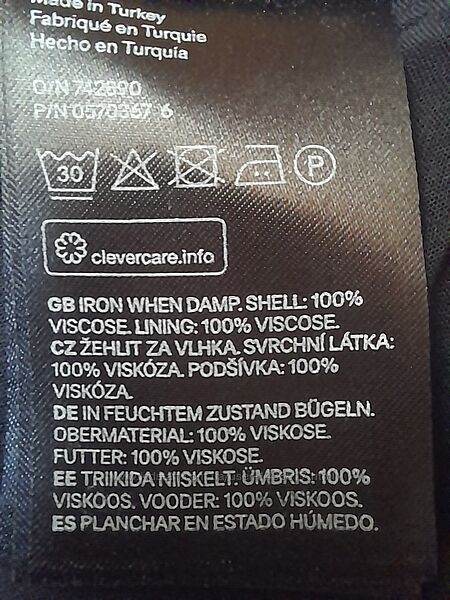 Made in Turkey
Fabriqué en Turquie
Hecho en Turquía
O/N 742690
P/N 0570367 6
30
P
clevercare.info
GB IRON WHEN DAMP. SHELL: 100%
VISCOSE. LINING: 100% VISCOSE.
CZ ŽEHLIT ZA VLHKA. SVRCHNÍ LÁTKA:
100% VISKÓZA. PODŠÍVKA: 100%
VISKÓZA.
DE IN FEUCHTEM ZUSTAND BÜGELN.
OBERMATERIAL: 100% VISKOSE.
FUTTER: 100% VISKOSE.
EE TRIIKIDA NIISKELT. ÜMBRIS: 100%
VISKOOS. VOODER: 100% VISKOOS.
ES PLANCHAR EN ESTADO HÚMEDO.